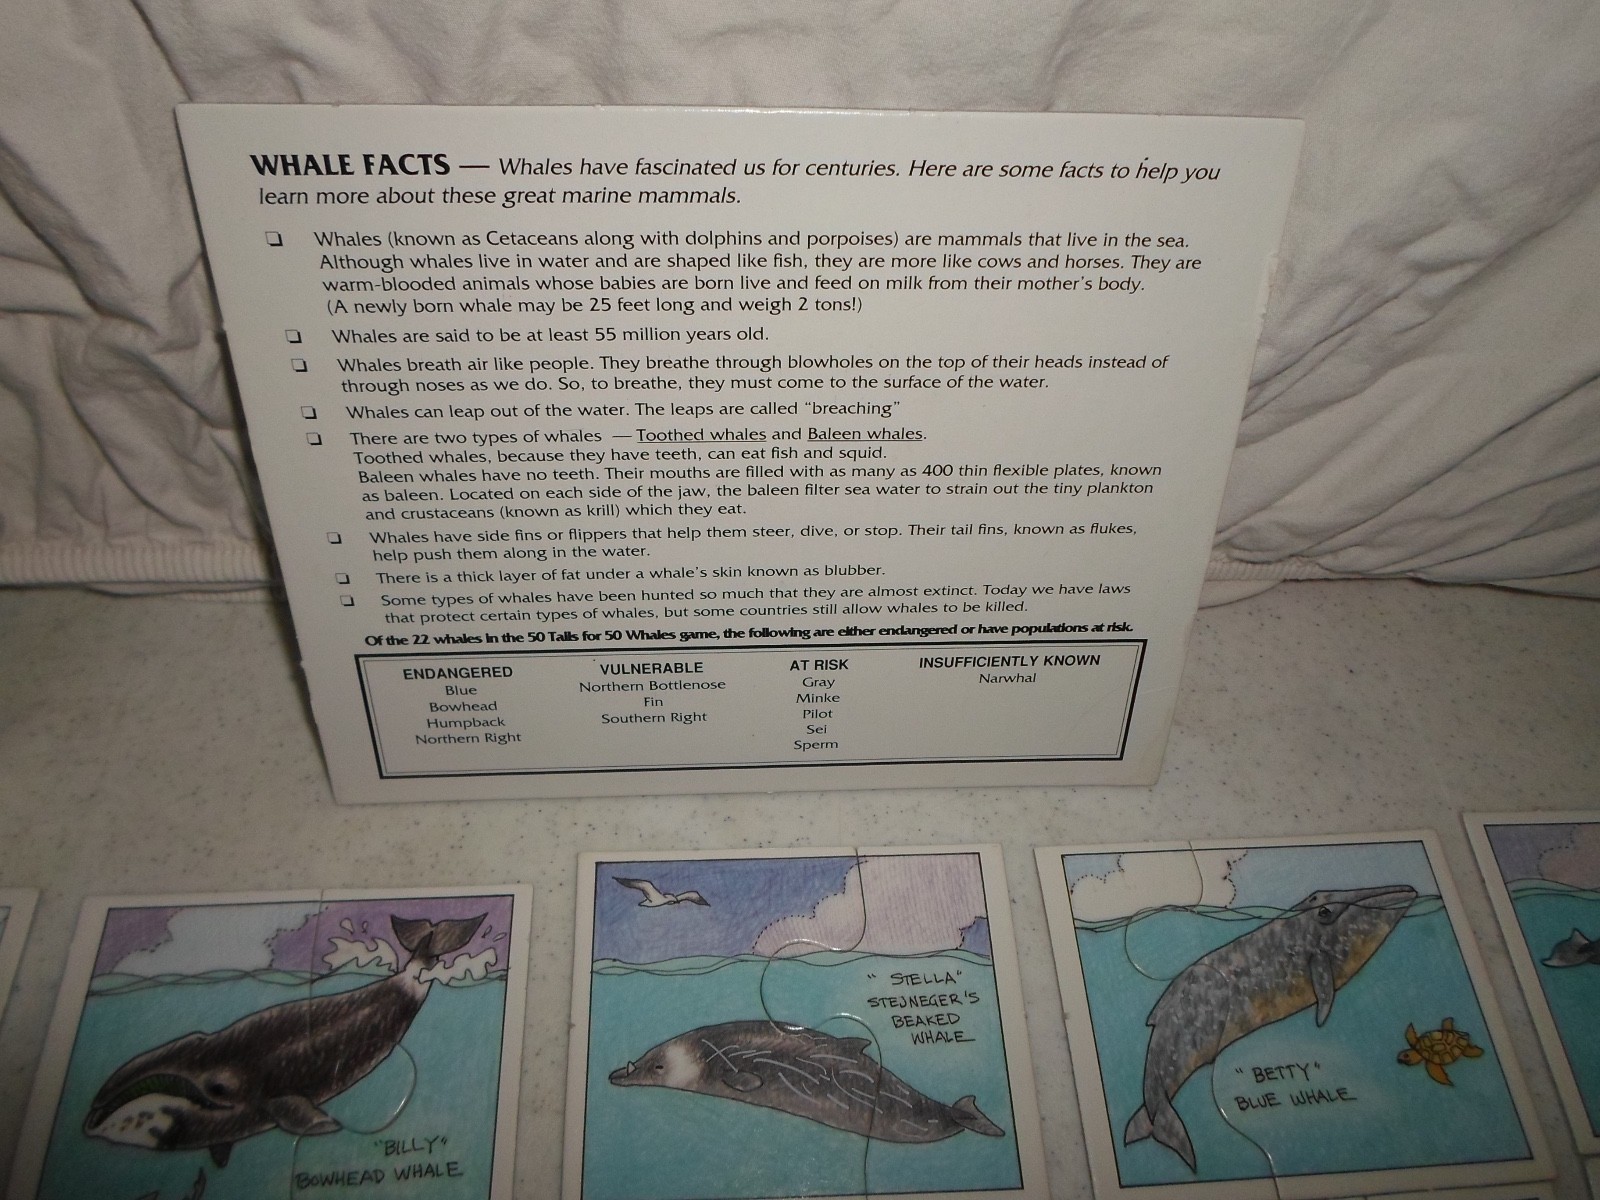 WHALE FACTS — Whales have fascinated us for centuries. Here are some facts to help you
learn more about these great marine mammals.
❏ Whales (known as Cetaceans along with dolphins and porpoises) are mammals that live in the sea.
Although whales live in water and are shaped like fish, they are more like cows and horses. They are
warm-blooded animals whose babies are born live and feed on milk from their mother's body.
(A newly born whale may be 25 feet long and weigh 2 tons!)
❏ Whales are said to be at least 55 million years old.
❏ Whales breath air like people. They breathe through blowholes on the top of their heads instead of
through noses as we do. So, to breathe, they must come to the surface of the water.
❏ Whales can leap out of the water. The leaps are called “breaching”
❏ There are two types of whales — Toothed whales and Baleen whales.
Toothed whales, because they have teeth, can eat fish and squid.
Baleen whales have no teeth. Their mouths are filled with as many as 400 thin flexible plates, known
as baleen. Located on each side of the jaw, the baleen filter sea water to strain out the tiny plankton
and crustaceans (known as krill) which they eat.
❏ Whales have side fins or flippers that help them steer, dive, or stop. Their tail fins, known as flukes,
help push them along in the water.
❏ There is a thick layer of fat under a whale's skin known as blubber.
❏ Some types of whales have been hunted so much that they are almost extinct. Today we have laws
that protect certain types of whales, but some countries still allow whales to be killed.
Of the 22 whales in the 50 Tails for 50 Whales game, the following are either endangered or have populations at risk.
ENDANGERED
Blue
Bowhead
Humpback
Northern Right
VULNERABLE
Northern Bottlenose
Fin
Southern Right
AT RISK
Gray
Minke
Pilot
Sei
Sperm
INSUFFICIENTLY KNOWN
Narwhal
"BILLY"
BOWHEAD WHALE
"STELLA"
STEJNEGER'S
BEAKED
WHALE
"BETTY"
BLUE WHALE